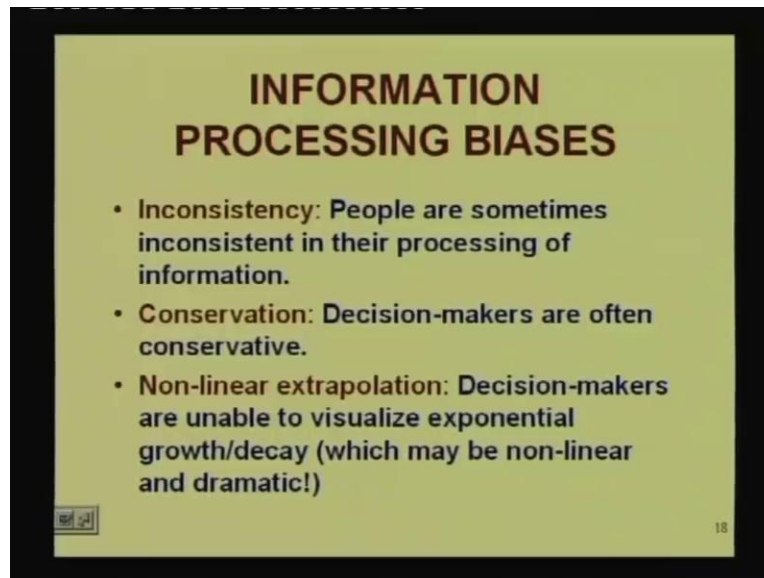 INFORMATION
PROCESSING BIASES
• Inconsistency: People are sometimes
inconsistent in their processing of
information.
• Conservation: Decision-makers are often
conservative.
• Non-linear extrapolation: Decision-makers
are unable to visualize exponential
growth/decay (which may be non-linear
and dramatic!)
18